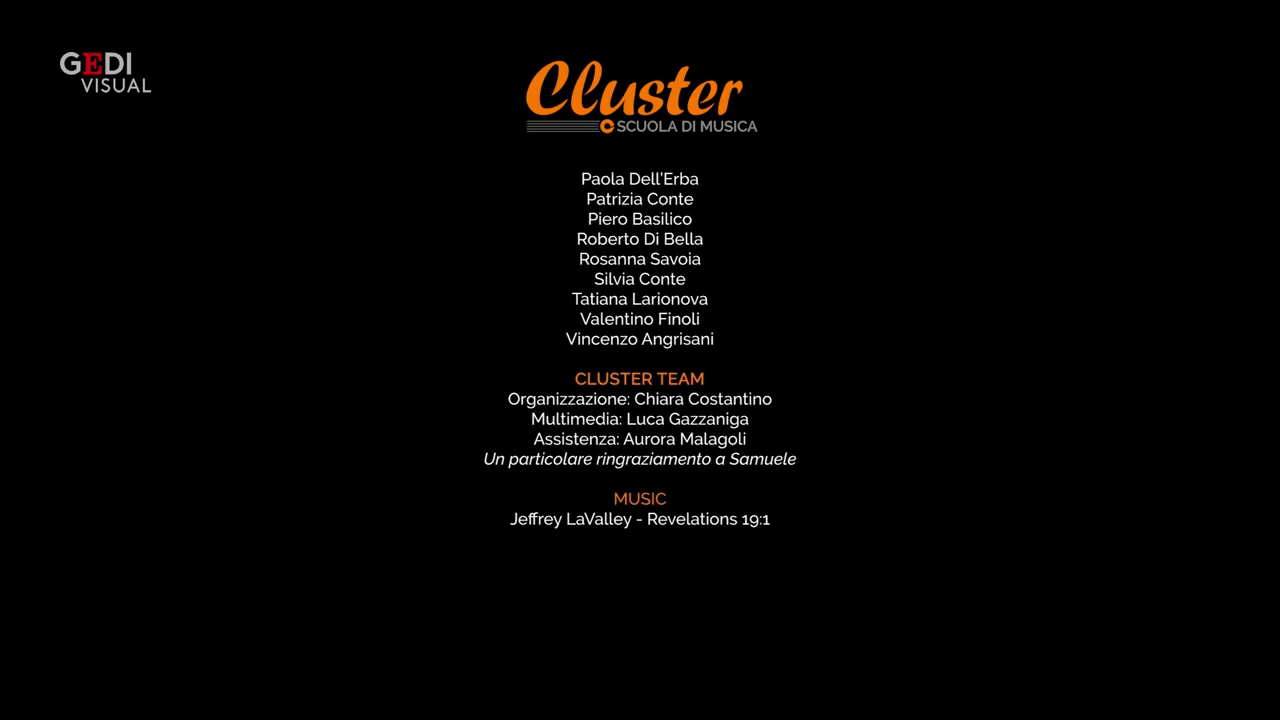 GEDI
VISUAL
Cluster
SCUOLA DI MUSICA
Paola Dell'Erba
Patrizia Conte
Piero Basilico
Roberto Di Bella
Rosanna Savoia
Silvia Conte
Tatiana Larionova
Valentino Finoli
Vincenzo Angrisani
CLUSTER TEAM
Organizzazione: Chiara Costantino
Multimedia: Luca Gazzaniga
Assistenza: Aurora Malagoli
Un particolare ringraziamento a Samuele
MUSIC
Jeffrey LaValley - Revelations 19:1